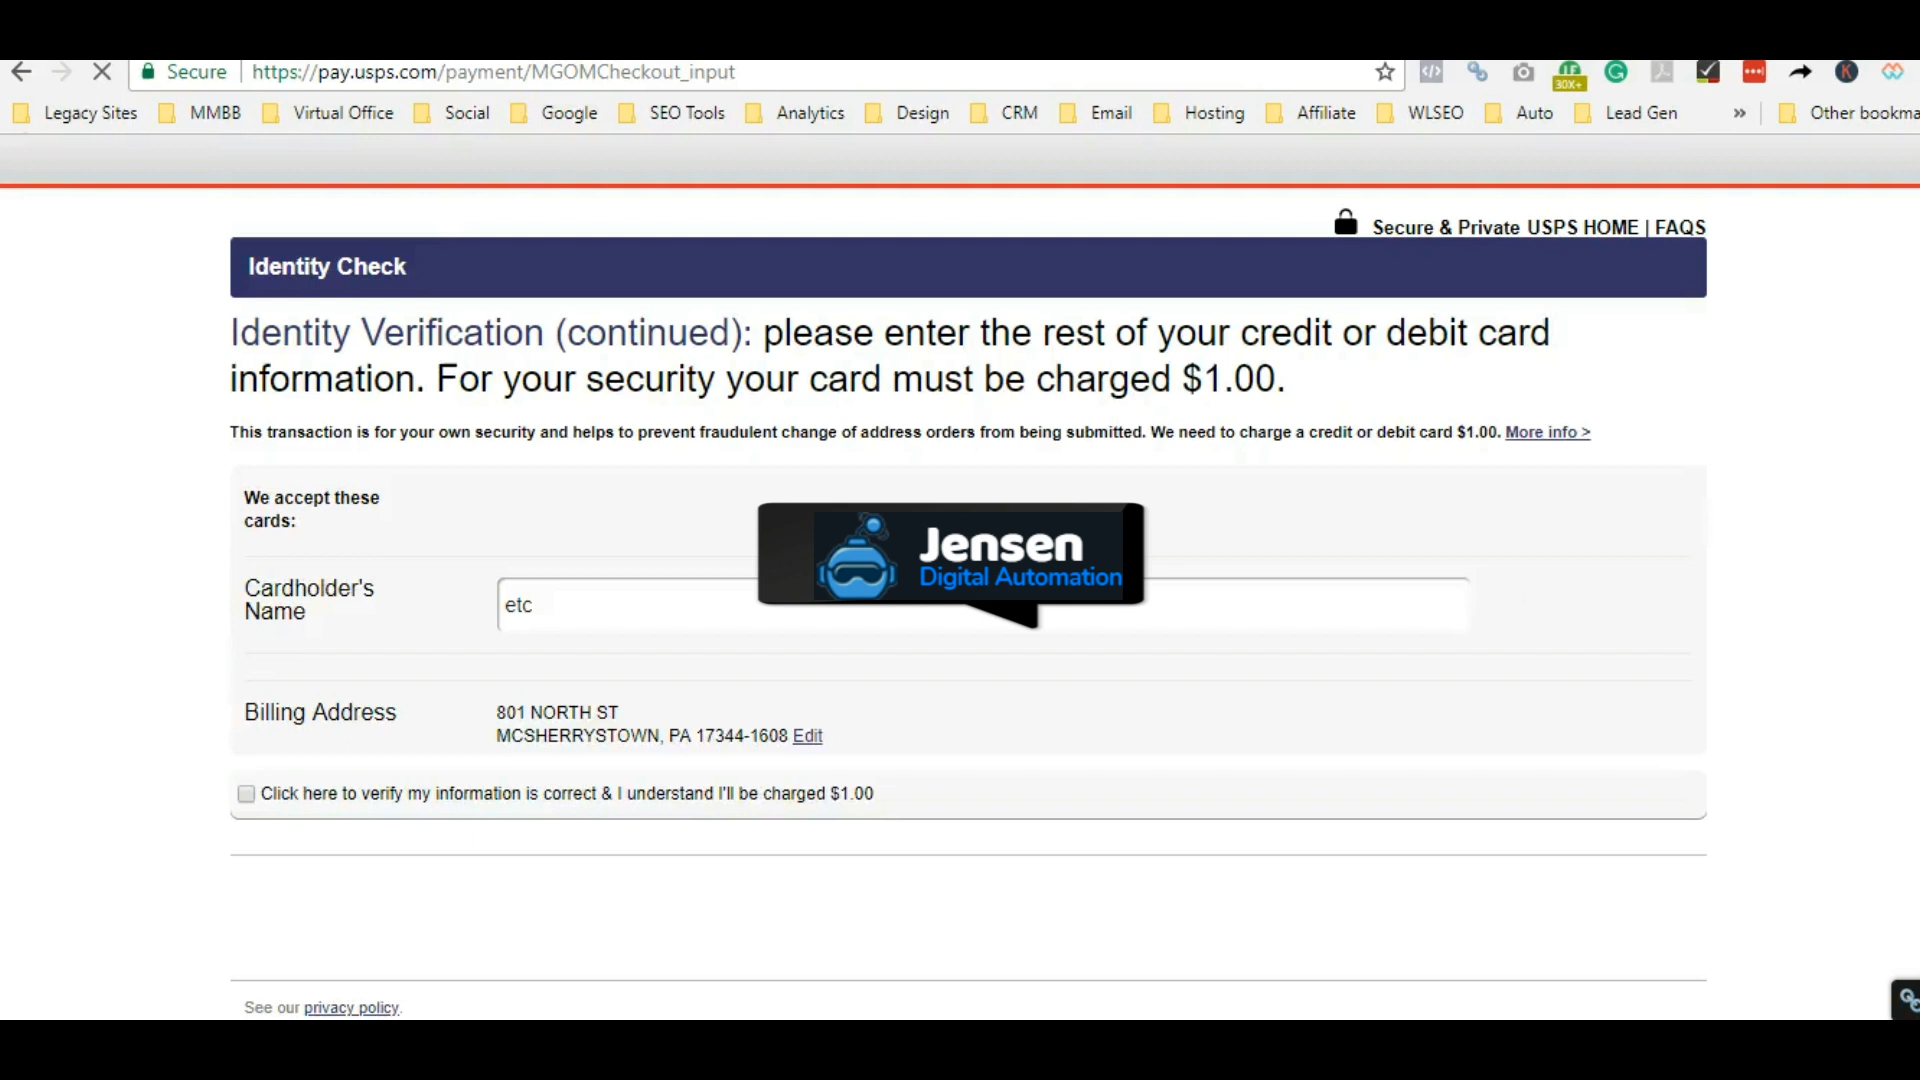 Secure https://pay.usps.com/payment/MGOMCheckout_input
30X+
Legacy Sites MMBB Virtual Office Social Google SEO Tools Analytics Design CRM Email Hosting Affiliate WLSEO Auto Lead Gen » Other bookma
Secure & Private USPS HOME | FAQS
Identity Check
Identity Verification (continued): please enter the rest of your credit or debit card
information. For your security your card must be charged $1.00.
This transaction is for your own security and helps to prevent fraudulent change of address orders from being submitted. We need to charge a credit or debit card $1.00. More info >
We accept these
cards:
Jensen
Digital Automation
Cardholder's
Name
etc
Billing Address
801 NORTH ST
MCSHERRYSTOWN, PA 17344-1608 Edit
Click here to verify my information is correct & I understand I'll be charged $1.00
See our privacy policy.